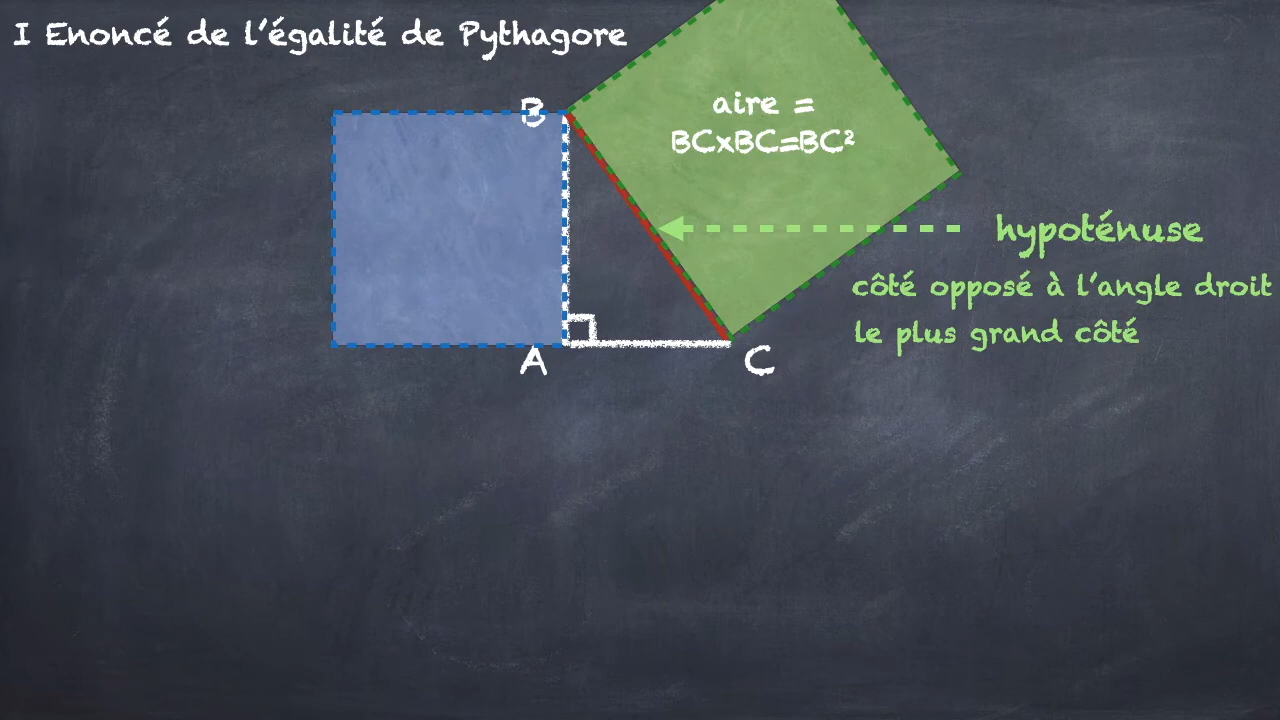 I Enoncé de l'égalité de Pythagore
B
aire =
BCxBC=BC²
hypoténuse
côté opposé à l'angle droit
le plus grand côté
A
C